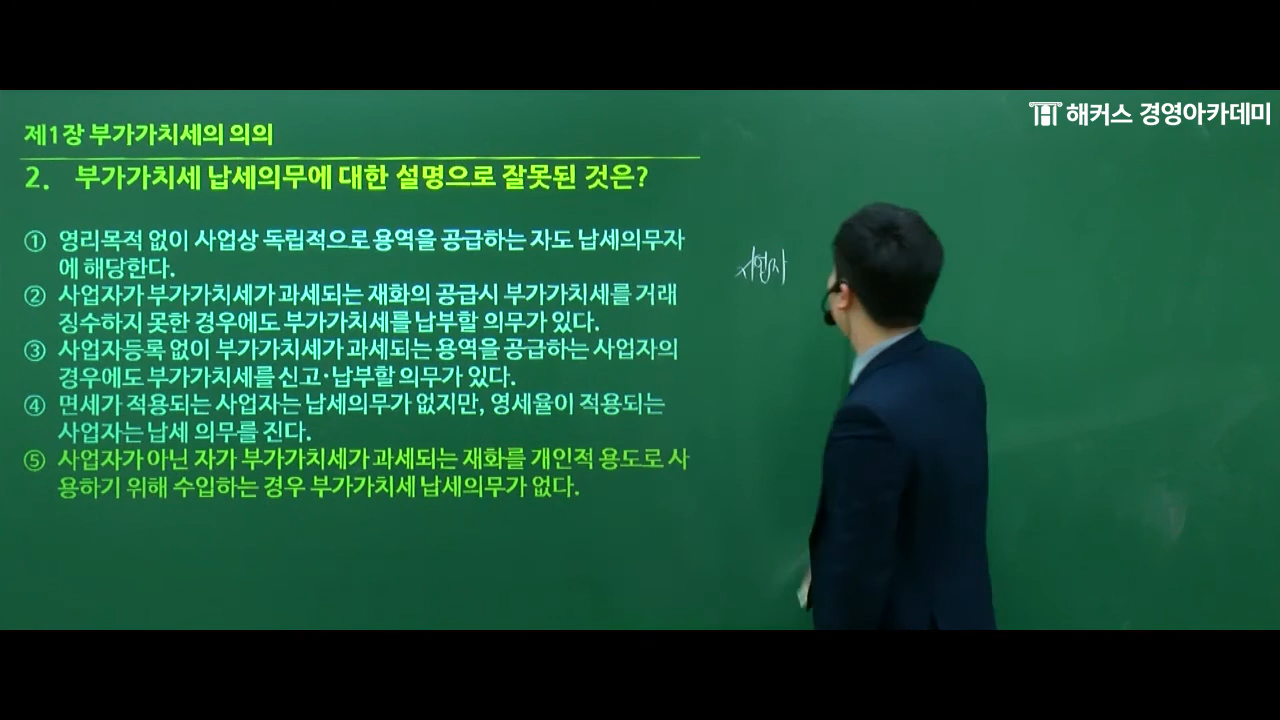 해커스 경영아카데미
제1장 부가가치세의 의의
2. 부가가치세 납세의무에 대한 설명으로 잘못된 것은?
① 영리목적 없이 사업상 독립적으로 용역을 공급하는 자도 납세의무자
에 해당한다.
② 사업자가 부가가치세가 과세되는 재화의 공급시 부가가치세를 거래
징수하지 못한 경우에도 부가가치세를 납부할 의무가 있다.
③ 사업자등록 없이 부가가치세가 과세되는 용역을 공급하는 사업자의
경우에도 부가가치세를 신고·납부할 의무가 있다.
④ 면세가 적용되는 사업자는 납세의무가 없지만, 영세율이 적용되는
사업자는 납세 의무를 진다.
⑤ 사업자가 아닌 자가 부가가치세가 과세되는 재화를 개인적 용도로 사
용하기 위해 수입하는 경우 부가가치세 납세의무가 없다.